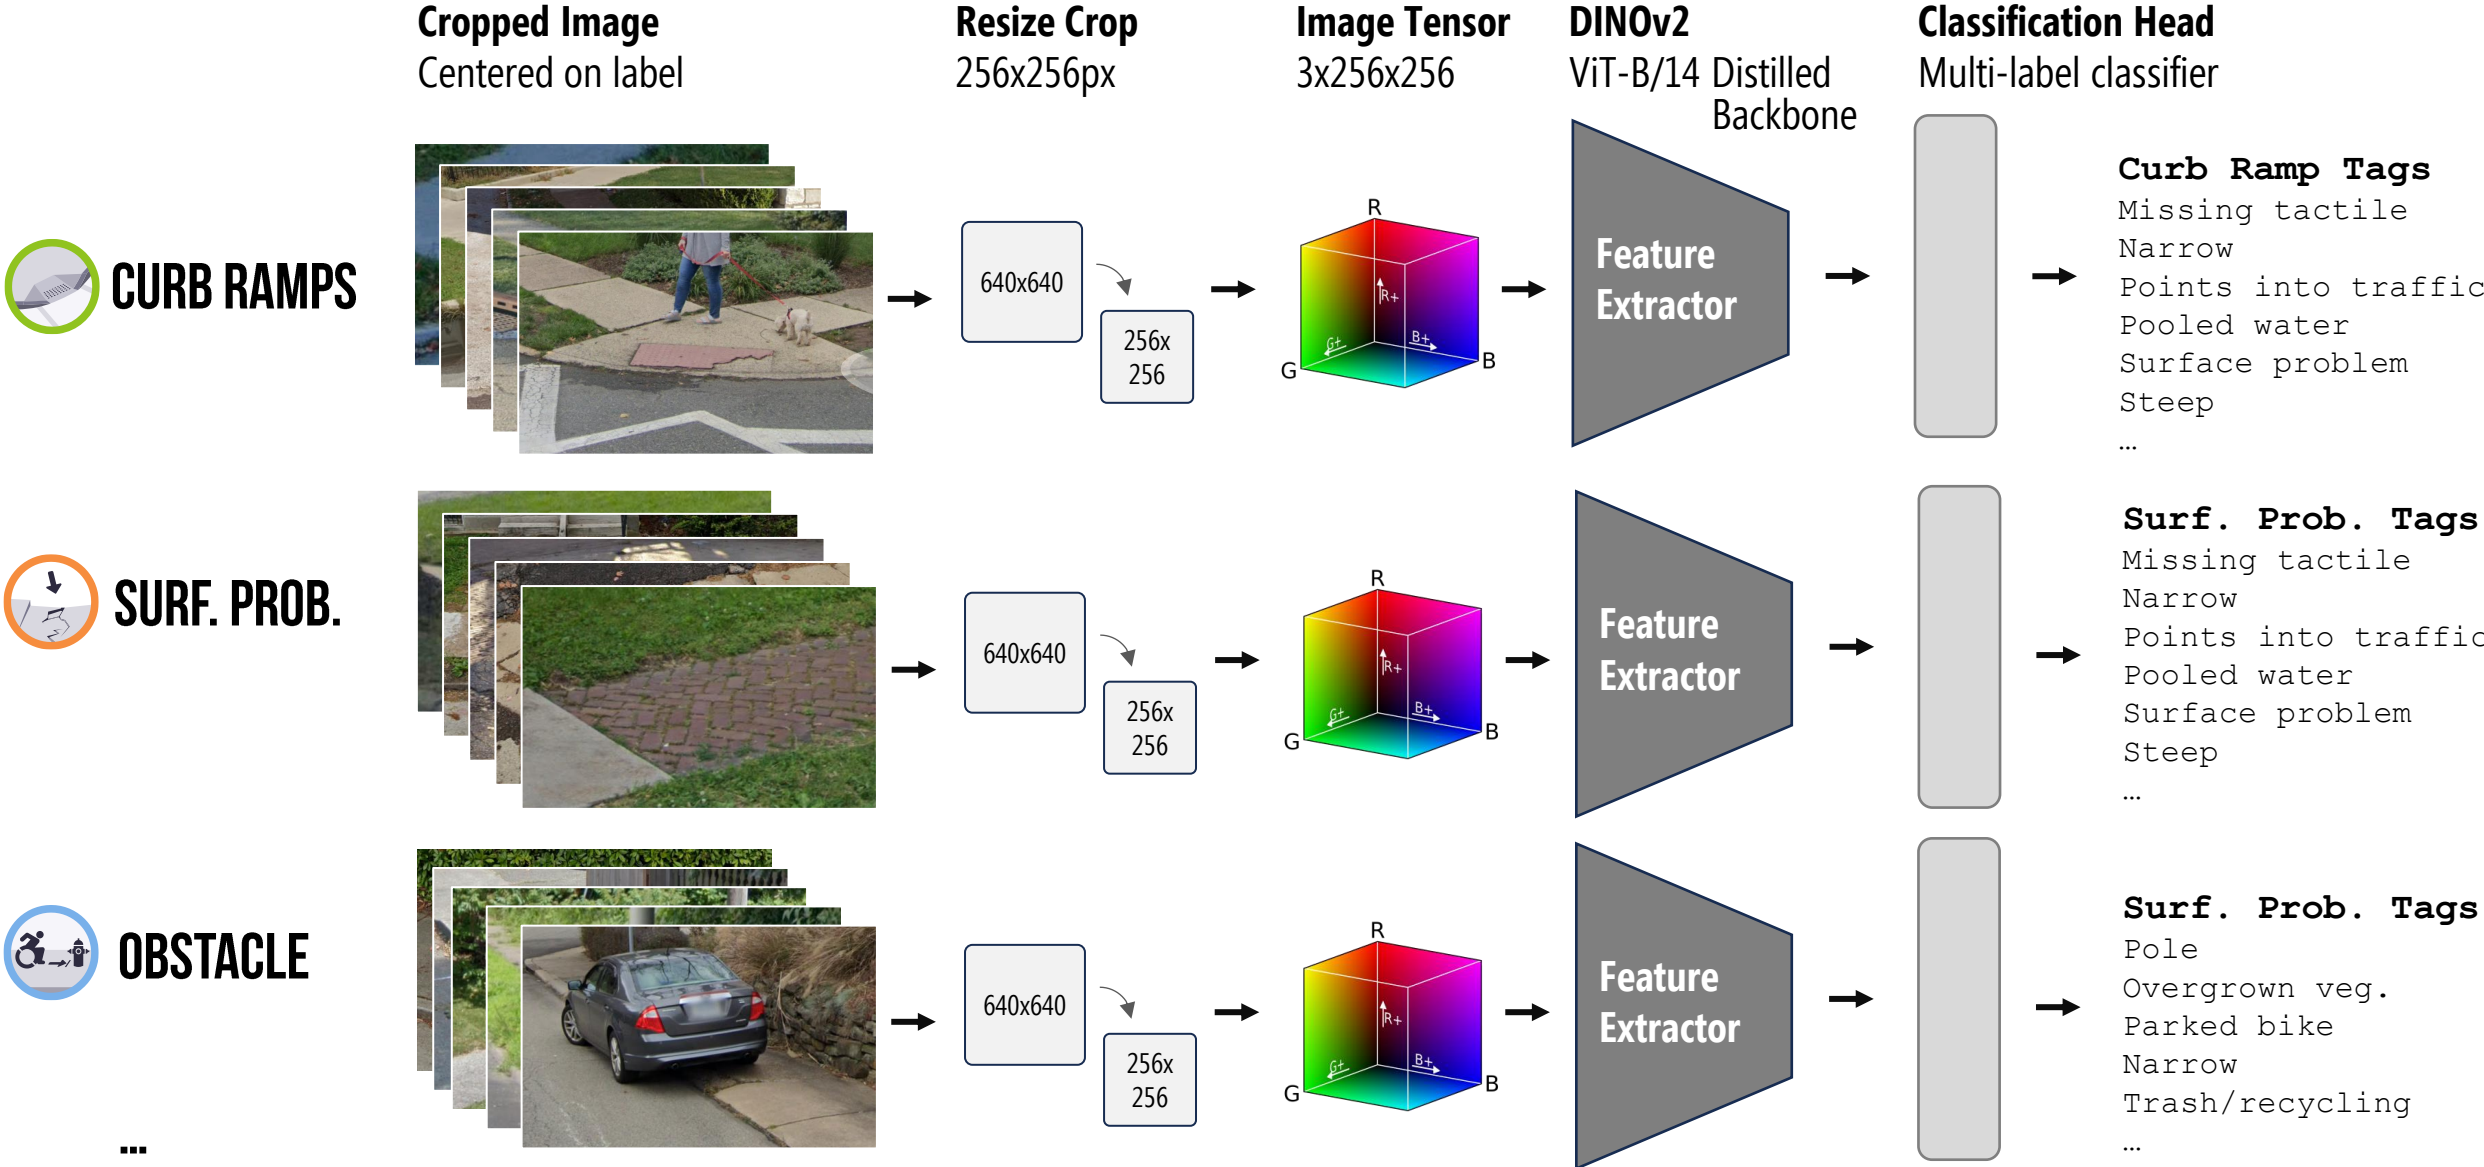 Cropped Image
Centered on label
Resize Crop
256x256px
Image Tensor
3x256x256
DINOv2
ViT-B/14 Distilled
Backbone
Classification Head
Multi-label classifier
CURB RAMPS
640x640
256x
256
R
R+
G+
B+
G
B
Feature
Extractor
Curb Ramp Tags
Missing tactile
Narrow
Points into traffic
Pooled water
Surface problem
Steep
…
SURF. PROB.
640x640
256x
256
R
R+
G+
B+
G
B
Feature
Extractor
Surf. Prob. Tags
Missing tactile
Narrow
Points into traffic
Pooled water
Surface problem
Steep
…
OBSTACLE
640x640
256x
256
R
R+
G+
B+
G
B
Feature
Extractor
Surf. Prob. Tags
Pole
Overgrown veg.
Parked bike
Narrow
Trash/recycling
…
…